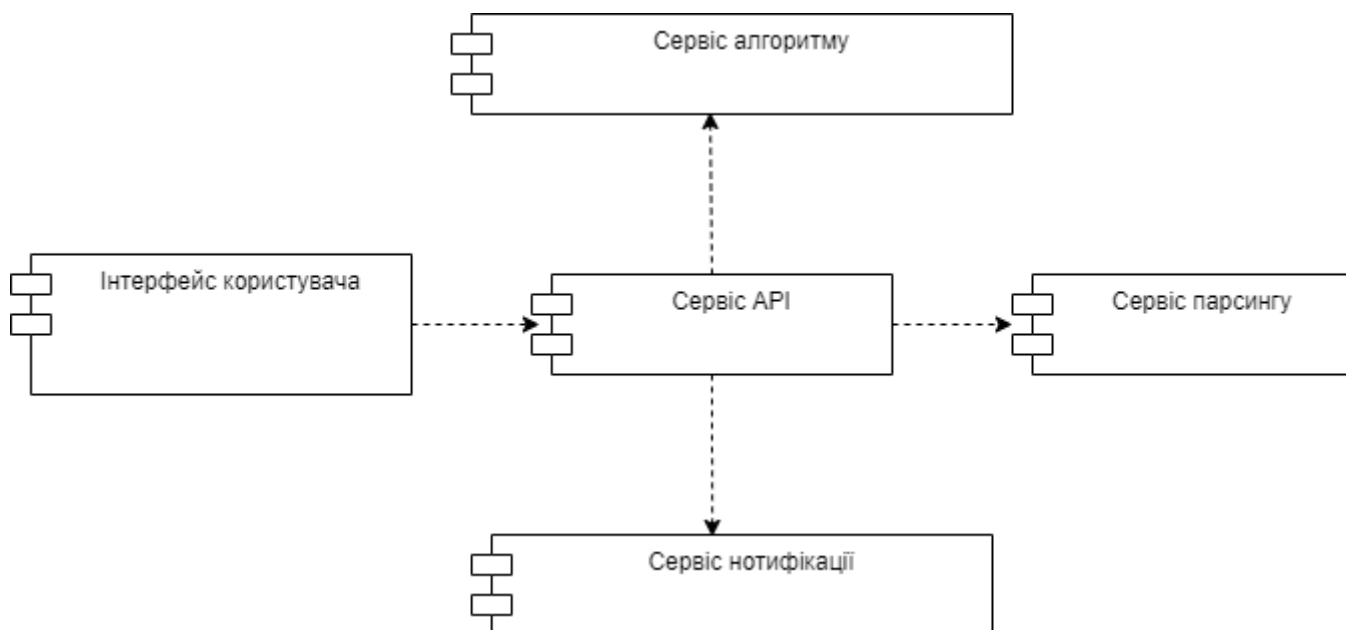 Сервіс алгоритму
Інтерфейс користувача
Сервіс API
Сервіс парсингу
Сервіс нотифікації